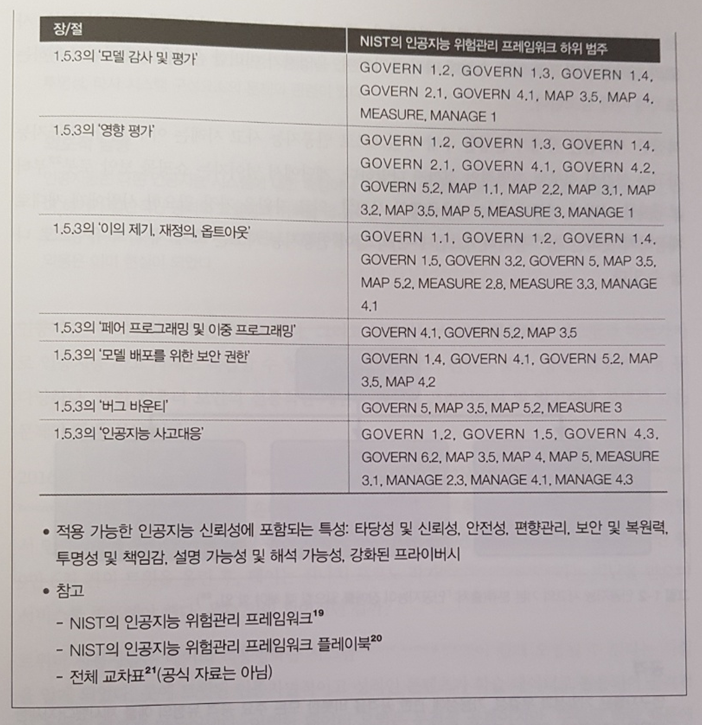 장/절
NIST의 인공지능 위험관리 프레임워크 하위 범주
1.5.3의 '모델 감사 및 평가'
GOVERN 1.2, GOVERN 1.3, GOVERN 1.4,
GOVERN 2.1, GOVERN 4.1, MAP 3.5, MAP 4,
MEASURE, MANAGE 1
1.5.3의 '영향 평가'
GOVERN 1.2, GOVERN 1.3, GOVERN 1.4,
GOVERN 2.1, GOVERN 4.1, GOVERN 4.2,
GOVERN 5.2, MAP 1.1, MAP 2.2, MAP 3.1, MAP
3.2, MAP 3.5, MAP 5, MEASURE 3, MANAGE 1
1.5.3의 '이의 제기, 재정의, 옵트아웃'
GOVERN 1.1, GOVERN 1.2, GOVERN 1.4,
GOVERN 1.5, GOVERN 3.2, GOVERN 5, MAP 3.5,
MAP 5.2, MEASURE 2.8, MEASURE 3.3, MANAGE
4.1
1.5.3의 '페어 프로그래밍 및 이중 프로그래밍'
GOVERN 4.1, GOVERN 5.2, MAP 3.5
1.5.3의 '모델 배포를 위한 보안 권한'
GOVERN 1.4, GOVERN 4.1, GOVERN 5.2, MAP
3.5, MAP 4.2
1.5.3의 '버그 바운티'
GOVERN 5, MAP 3.5, MAP 5.2, MEASURE 3
1.5.3의 '인공지능 사고대응'
GOVERN 1.2, GOVERN 1.5, GOVERN 4.3,
GOVERN 6.2, MAP 3.5, MAP 4, MAP 5, MEASURE
3.1, MANAGE 2.3, MANAGE 4.1, MANAGE 4.3
• 적용 가능한 인공지능 신뢰성에 포함되는 특성: 타당성 및 신뢰성, 안전성, 편향관리, 보안 및 복원력,
투명성 및 책임감, 설명 가능성 및 해석 가능성, 강화된 프라이버시
• 참고
- NIST의 인공지능 위험관리 프레임워크19
- NIST의 인공지능 위험관리 프레임워크 플레이북20
- 전체 교차표21(공식 자료는 아님)